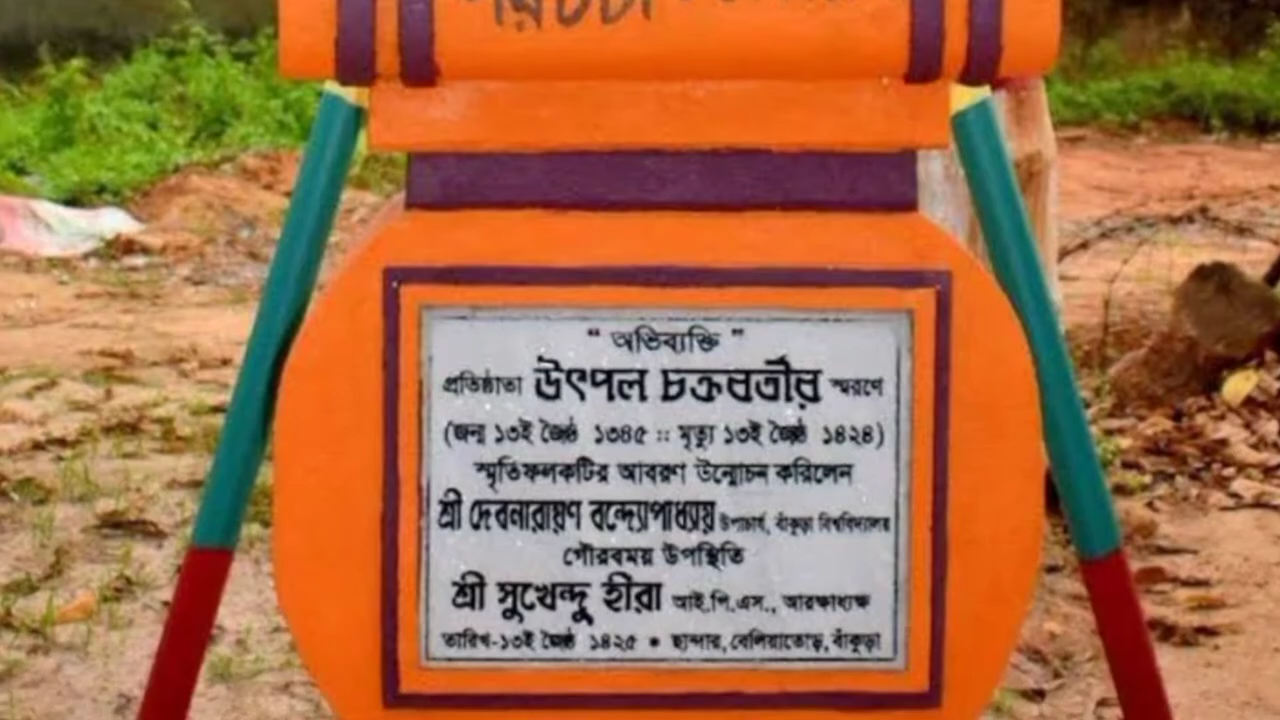 " অভিব্যক্তি "
প্রতিষ্ঠাতা উৎপল চক্রবর্তীর স্মরণে
(জন্ম ১৩ই জ্যৈষ্ঠ ১৩৪৫ :: মৃত্যু ১৩ই জ্যৈষ্ঠ ১৪২৪)
স্মৃতিফলকটির আবরণ উন্মোচন করিলেন
শ্রী দেবনারায়ণ বন্দ্যোপাধ্যায় উপাচার্য, বাঁকুড়া বিশ্ববিদ্যালয়
গৌরবময় উপস্থিতি
শ্রী সুখেন্দু হীরা আই.পি.এস., আরক্ষাধ্যক্ষ
তারিখ-১৩ই জ্যৈষ্ঠ ১৪২৫ • ছান্দার, বেলিয়াতোড়, বাঁকুড়া